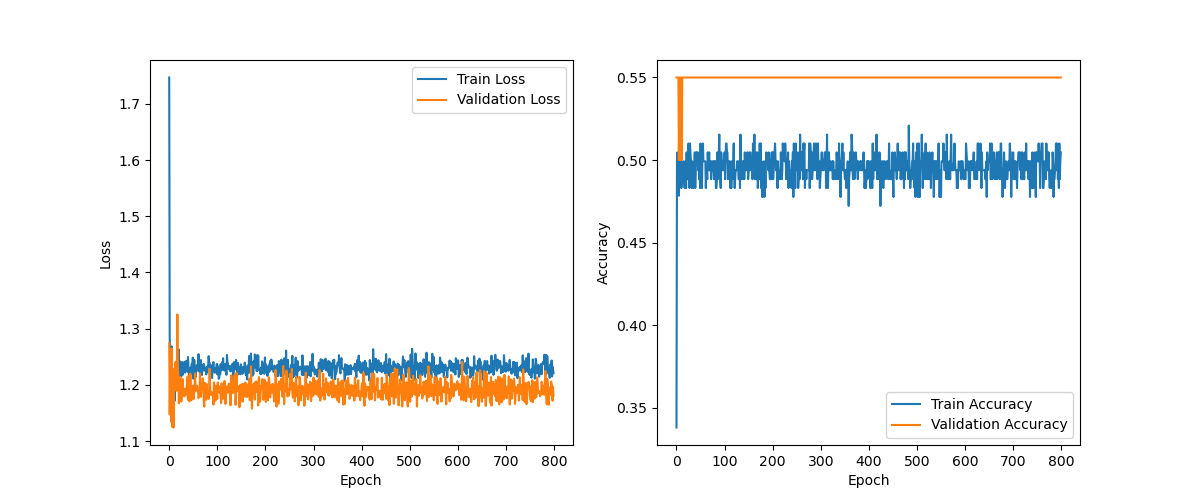 Train Loss
Validation Loss
1.7
1.6
1.5
1.4
1.3
1.2
1.1
Loss
0 100 200 300 400 500 600 700 800
Epoch
0.55
0.50
0.45
0.40
0.35
Accuracy
Train Accuracy
Validation Accuracy
0 100 200 300 400 500 600 700 800
Epoch